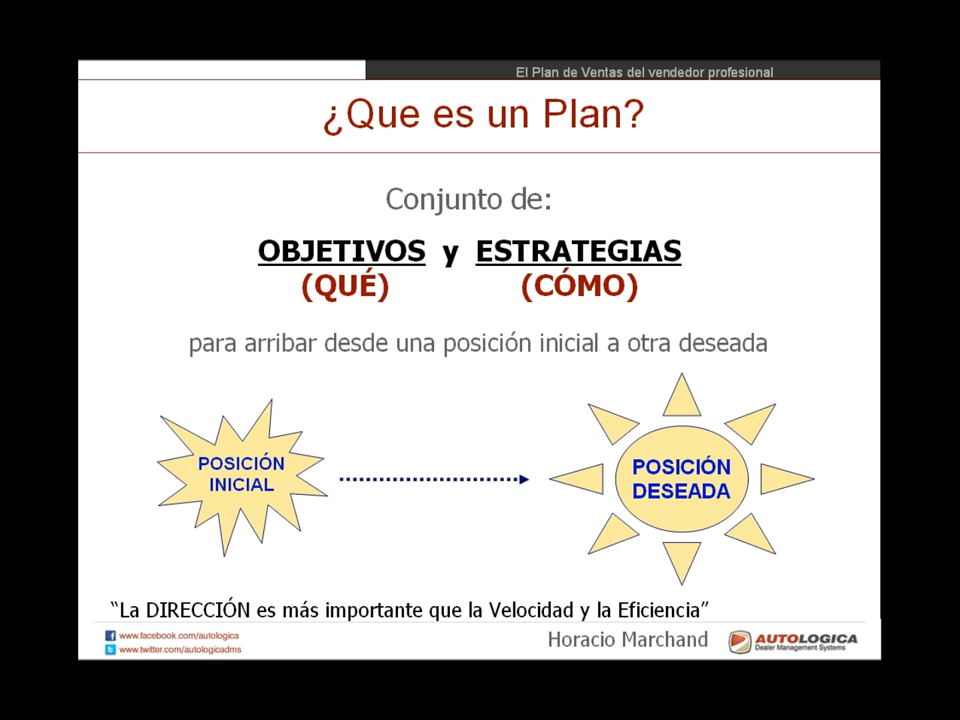 El Plan de Ventas del vendedor profesional
¿Que es un Plan?
Conjunto de:
OBJETIVOS y ESTRATEGIAS
(QUÉ) (CÓMO)
para arribar desde una posición inicial a otra deseada
POSICIÓN
INICIAL
POSICIÓN
DESEADA
“La DIRECCIÓN es más importante que la Velocidad y la Eficiencia”
Horacio Marchand
www.facebook.com/autologica
www.twitter.com/autologicadms
AUTOLOGICA
Dealer Management Systems